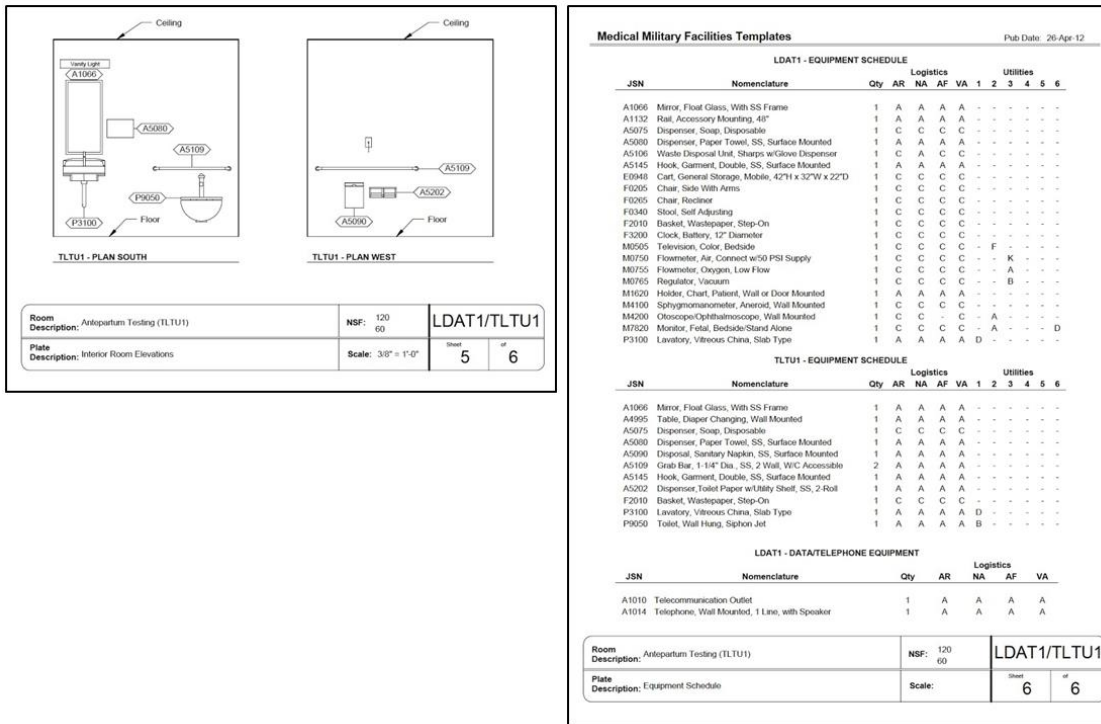 Ceiling
Vanity Light
A1066
A5080
A5109
P9050
P3100
Floor
TLTU1 - PLAN SOUTH
Ceiling
A5109
A5202
A5090
Floor
TLTU1 - PLAN WEST
Room Description: Antepartum Testing (TLTU1)
NSF: 120
60
LDAT1/TLTU1
Plate Description: Interior Room Elevations
Scale: 3/8" = 1'-0"
Sheet 5 of 6
Medical Military Facilities Templates Pub Date: 26-Apr-12
LDAT1 - EQUIPMENT SCHEDULE
Logistics Utilities
JSN Nomenclature Qty AR NA AF VA 1 2 3 4 5 6
A1066 Mirror, Float Glass, With SS Frame 1 A A A A - - - - - -
A1132 Rail, Accessory Mounting, 48" 1 A A A A - - - - - -
A5075 Dispenser, Soap, Disposable 1 C C C C - - - - - -
A5080 Dispenser, Paper Towel, SS, Surface Mounted 1 A A A A - - - - - -
A5106 Waste Disposal Unit, Sharps w/Glove Dispenser 1 C A C C - - - - - -
A5145 Hook, Garment, Double, SS, Surface Mounted 1 A A A A - - - - - -
E0948 Cart, General Storage, Mobile, 42"H x 32"W x 22"D 1 C C C C - - - - - -
F0205 Chair, Side With Arms 1 C C C C - - - - - -
F0265 Chair, Recliner 1 C C C C - - - - - -
F0340 Stool, Self Adjusting 1 C C C C - - - - - -
F2010 Basket, Wastepaper, Step-On 1 C C C C - - - - - -
F3200 Clock, Battery, 12" Diameter 1 C C C C - - - - - -
M0505 Television, Color, Bedside 1 C C C C - F - - - -
M0750 Flowmeter, Air, Connect w/50 PSI Supply 1 C C C C - - K - - -
M0755 Flowmeter, Oxygen, Low Flow 1 C C C C - - A - - -
M0765 Regulator, Vacuum 1 C C C C - - B - - -
M1620 Holder, Chart, Patient, Wall or Door Mounted 1 A A A A - - - - - -
M4100 Sphygmomanometer, Aneroid, Wall Mounted 1 C C C C - - - - - -
M4200 Otoscope/Ophthalmoscope, Wall Mounted 1 C C - C - A - - - -
M7820 Monitor, Fetal, Bedside/Stand Alone 1 C C C C - A - - - D
P3100 Lavatory, Vitreous China, Slab Type 1 A A A A D - - - - -
TLTU1 - EQUIPMENT SCHEDULE
Logistics Utilities
JSN Nomenclature Qty AR NA AF VA 1 2 3 4 5 6
A1066 Mirror, Float Glass, With SS Frame 1 A A A A - - - - - -
A4995 Table, Diaper Changing, Wall Mounted 1 A A A A - - - - - -
A5075 Dispenser, Soap, Disposable 1 C C C C - - - - - -
A5080 Dispenser, Paper Towel, SS, Surface Mounted 1 A A A A - - - - - -
A5090 Disposal, Sanitary Napkin, SS, Surface Mounted 1 A A A A - - - - - -
A5109 Grab Bar, 1-1/4" Dia., SS, 2 Wall, W/C Accessible 2 A A A A - - - - - -
A5145 Hook, Garment, Double, SS, Surface Mounted 1 A A A A - - - - - -
A5202 Dispenser,Toilet Paper w/Utility Shelf, SS, 2-Roll 1 A A A A - - - - - -
F2010 Basket, Wastepaper, Step-On 1 C C C C - - - - - -
P3100 Lavatory, Vitreous China, Slab Type 1 A A A A D - - - - -
P9050 Toilet, Wall Hung, Siphon Jet 1 A A A A B - - - - -
LDAT1 - DATA/TELEPHONE EQUIPMENT
Logistics
JSN Nomenclature Qty AR NA AF VA
A1010 Telecommunication Outlet 1 A A A A
A1014 Telephone, Wall Mounted, 1 Line, with Speaker 1 A A A A
Room Description: Antepartum Testing (TLTU1)
NSF: 120
60
LDAT1/TLTU1
Plate Description: Equipment Schedule
Scale:
Sheet 6 of 6